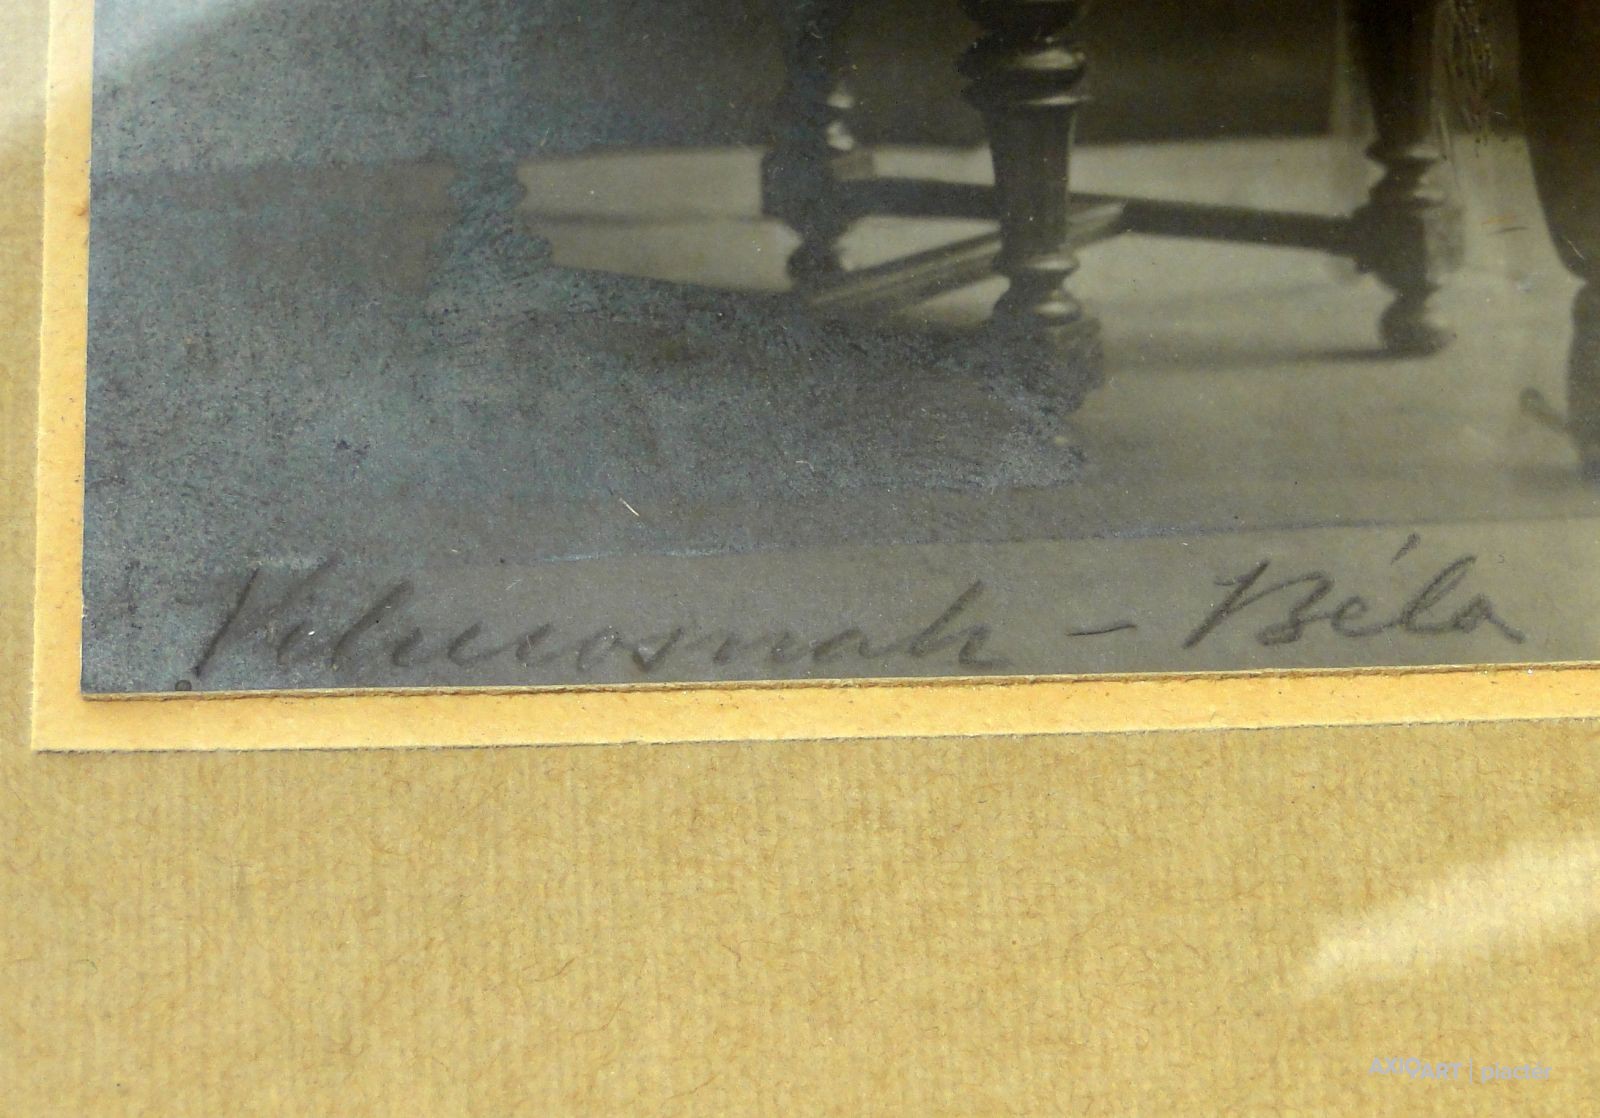 Vilmosnak – Béla
AXIOART | piactér